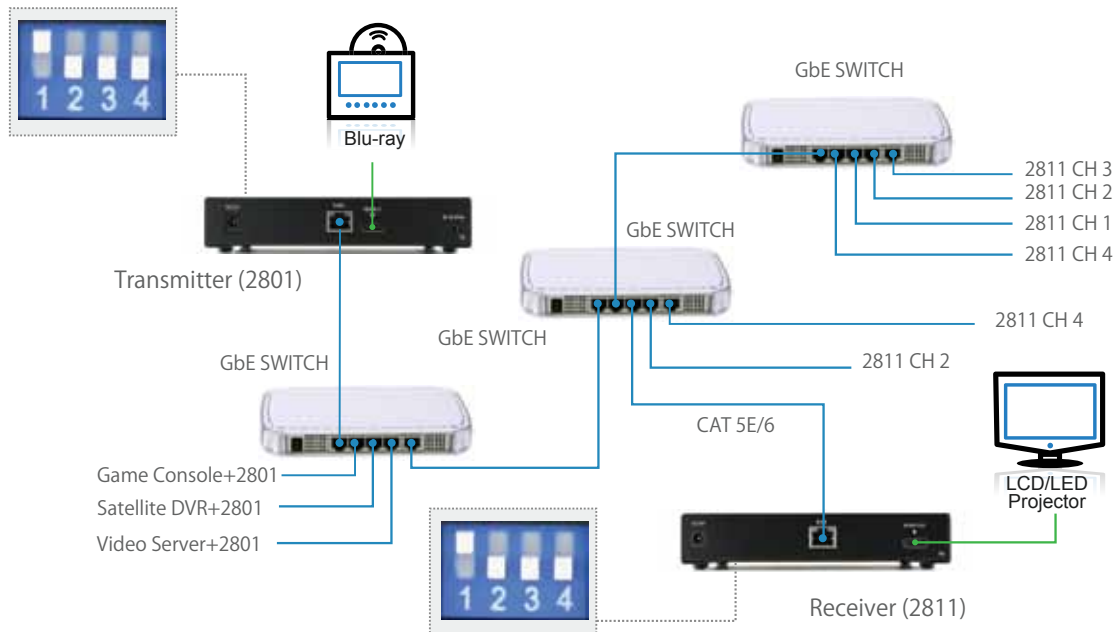 1 2 3 4
Blu-ray
GbE SWITCH
2811 CH 3
2811 CH 2
2811 CH 1
2811 CH 4
Transmitter (2801)
GbE SWITCH
GbE SWITCH
2811 CH 4
GbE SWITCH
2811 CH 2
CAT 5E/6
Game Console+2801
Satellite DVR+2801
Video Server+2801
LCD/LED
Projector
1 2 3 4
Receiver (2811)